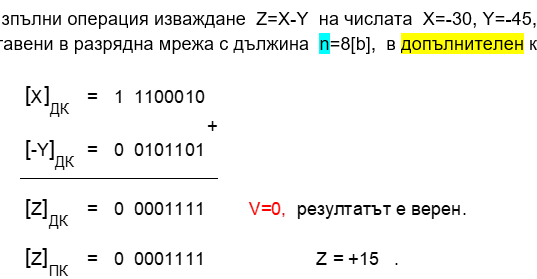 зпълни операция изваждане Z=X-Y на числата X=-30, Y=-45,
тавени в разрядна мрежа с дължина n=8[b], в допълнителен к
[X]ДК = 1 1100010
+
[-Y]ДК = 0 0101101
[Z]ДК = 0 0001111 V=0, резултатът е верен.
[Z]ПК = 0 0001111 Z = +15 .